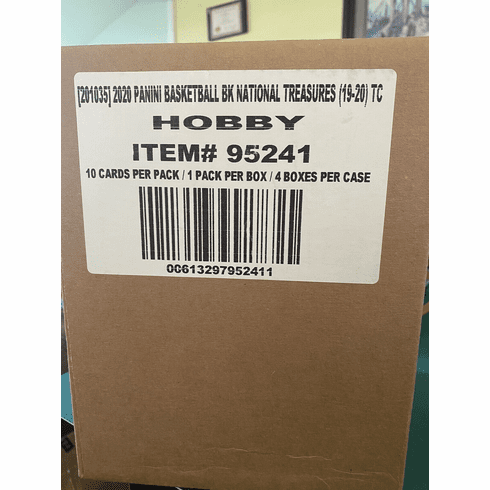 [201035] 2020 PANINI BASKETBALL BK NATIONAL TREASURES (19-20) TC
HOBBY
ITEM# 95241
10 CARDS PER PACK / 1 PACK PER BOX / 4 BOXES PER CASE
00613297952411